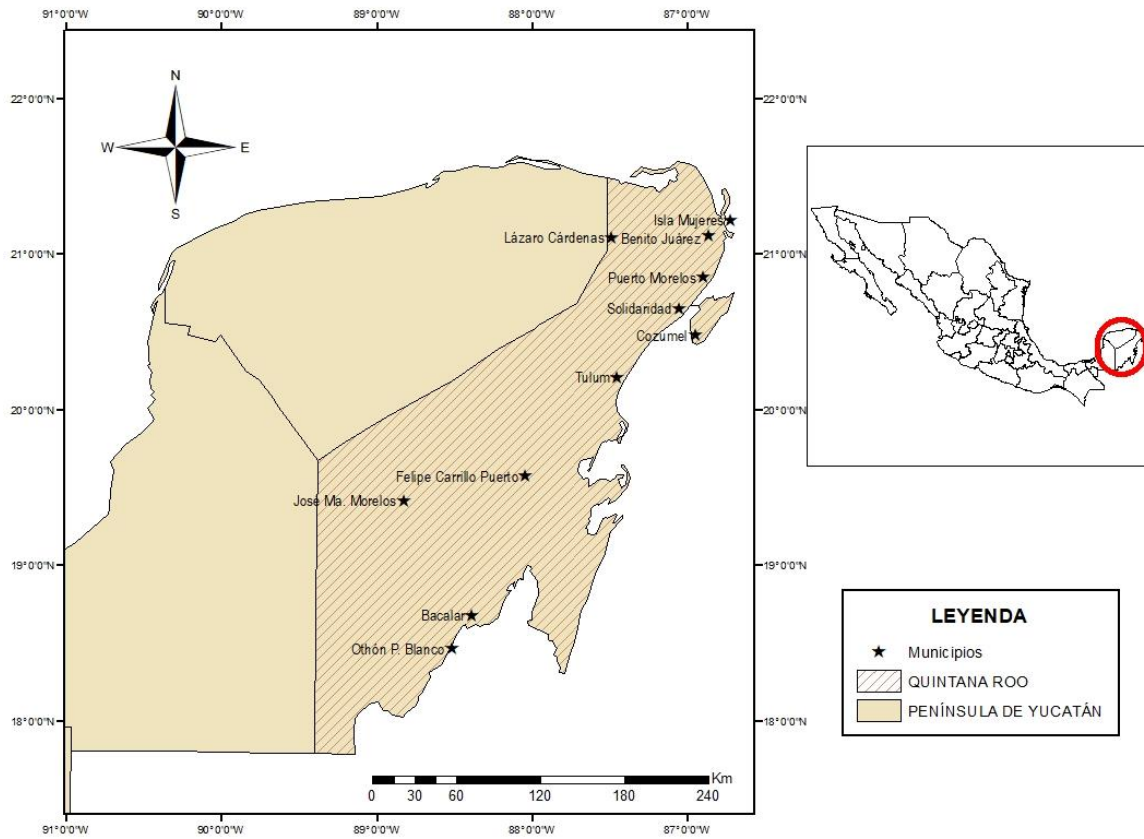 91°0'0"W 90°0'0"W 89°0'0"W 88°0'0"W 87°0'0"W
N
W E
S
22°0'0"N 22°0'0"N
Isla Mujeres
Lázaro Cárdenas Benito Juárez
21°0'0"N 21°0'0"N
Puerto Morelos
Solidaridad
Cozumel
Tulum
20°0'0"N 20°0'0"N
Felipe Carrillo Puerto
José Ma. Morelos
19°0'0"N 19°0'0"N
Bacalar
Othón P. Blanco
18°0'0"N 18°0'0"N
Km
0 30 60 120 180 240
91°0'0"W 90°0'0"W 89°0'0"W 88°0'0"W 87°0'0"W
LEYENDA
Municipios
QUINTANA ROO
PENÍNSULA DE YUCATÁN